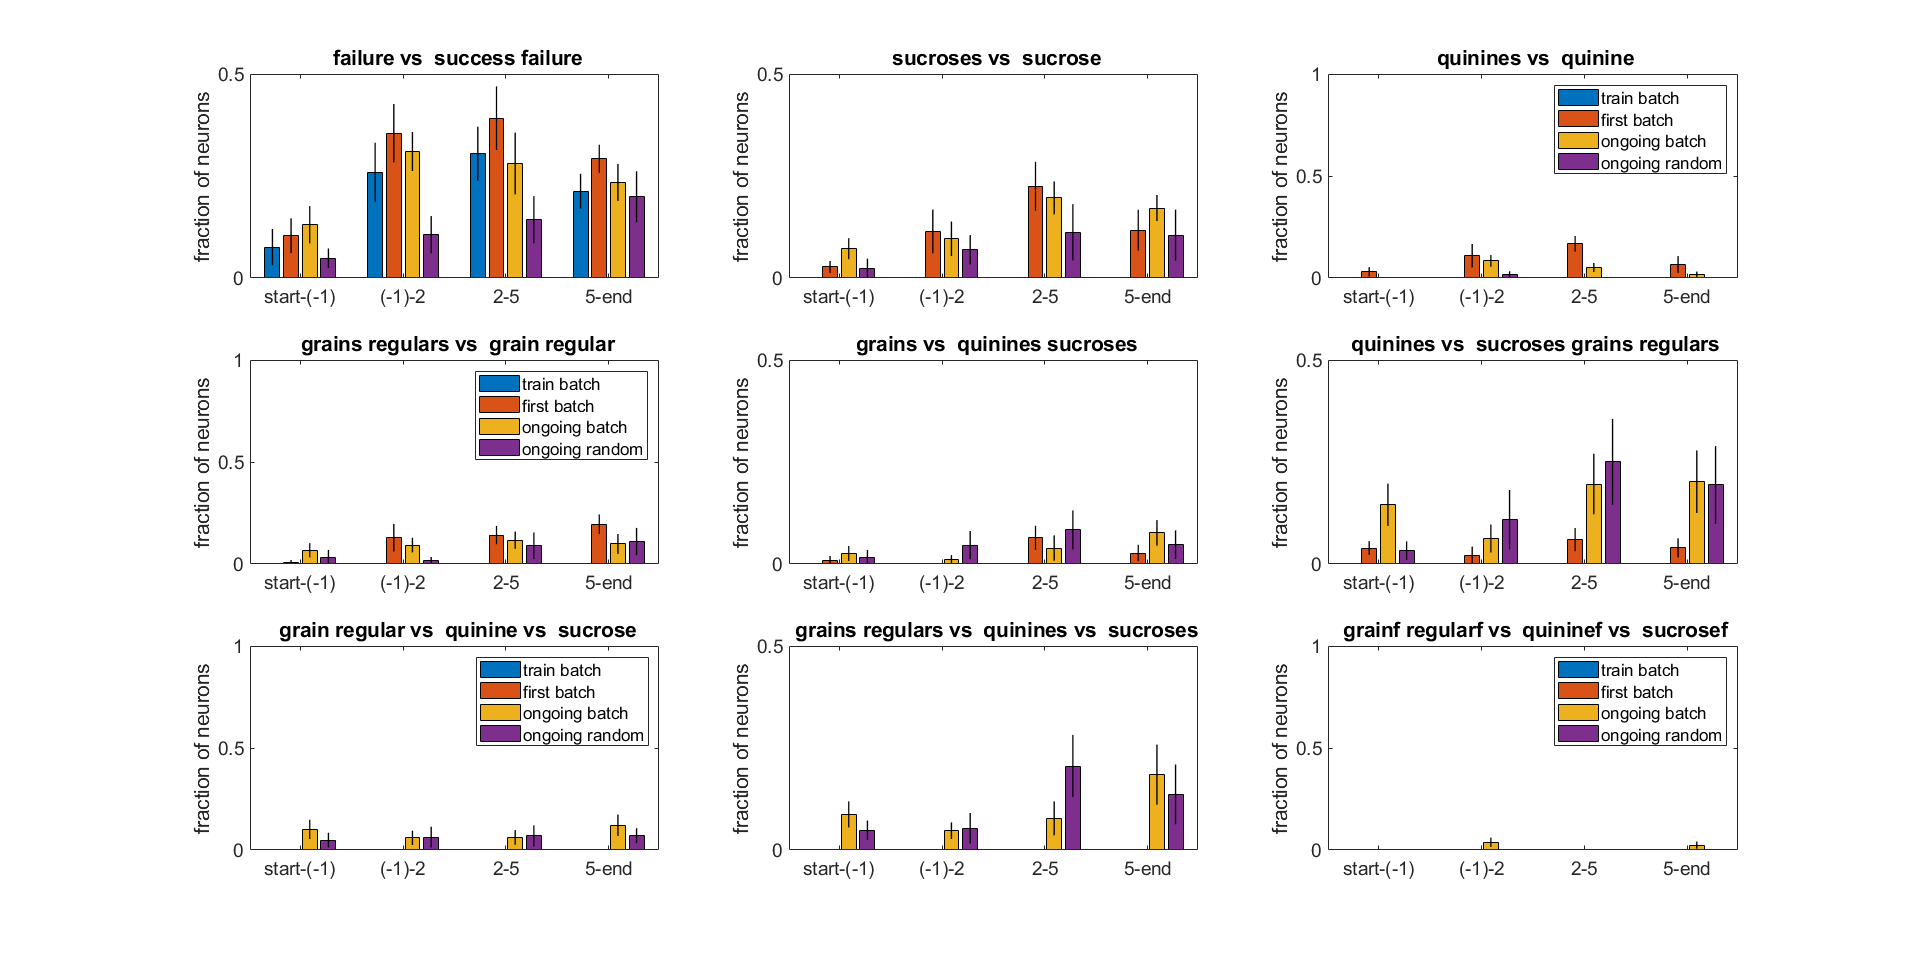 failure vs  success failure
sucroses vs  sucrose
quinines vs  quinine
0.5
0
fraction of neurons
start-(-1) (-1)-2 2-5 5-end
0.5
0
fraction of neurons
start-(-1) (-1)-2 2-5 5-end
1
0.5
0
fraction of neurons
train batch
first batch
ongoing batch
ongoing random
start-(-1) (-1)-2 2-5 5-end
grains regulars vs  grain regular
grains vs  quinines sucroses
quinines vs  sucroses grains regulars
1
0.5
0
fraction of neurons
train batch
first batch
ongoing batch
ongoing random
start-(-1) (-1)-2 2-5 5-end
0.5
0
fraction of neurons
start-(-1) (-1)-2 2-5 5-end
0.5
0
fraction of neurons
start-(-1) (-1)-2 2-5 5-end
grain regular vs  quinine vs  sucrose
grains regulars vs  quinines vs  sucroses
grainf regularf vs  quininef vs  sucrosef
1
0.5
0
fraction of neurons
train batch
first batch
ongoing batch
ongoing random
start-(-1) (-1)-2 2-5 5-end
0.5
0
fraction of neurons
start-(-1) (-1)-2 2-5 5-end
1
0.5
0
fraction of neurons
train batch
first batch
ongoing batch
ongoing random
start-(-1) (-1)-2 2-5 5-end